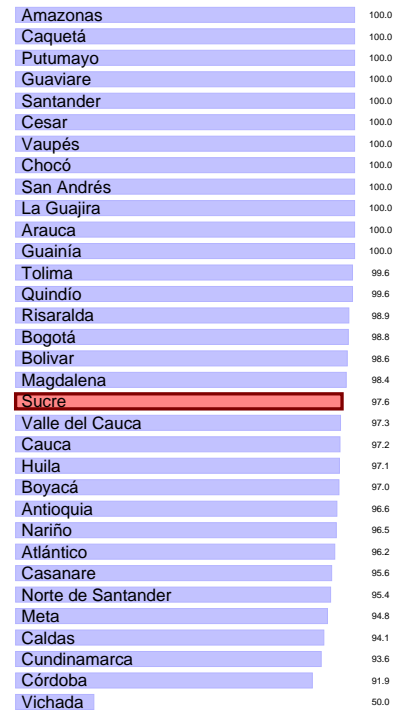 Amazonas 100.0
Caquetá 100.0
Putumayo 100.0
Guaviare 100.0
Santander 100.0
Cesar 100.0
Vaupés 100.0
Chocó 100.0
San Andrés 100.0
La Guajira 100.0
Arauca 100.0
Guainía 100.0
Tolima 99.6
Quindío 99.6
Risaralda 98.9
Bogotá 98.8
Bolivar 98.6
Magdalena 98.4
Sucre 97.6
Valle del Cauca 97.3
Cauca 97.2
Huila 97.1
Boyacá 97.0
Antioquia 96.6
Nariño 96.5
Atlántico 96.2
Casanare 95.6
Norte de Santander 95.4
Meta 94.8
Caldas 94.1
Cundinamarca 93.6
Córdoba 91.9
Vichada 50.0